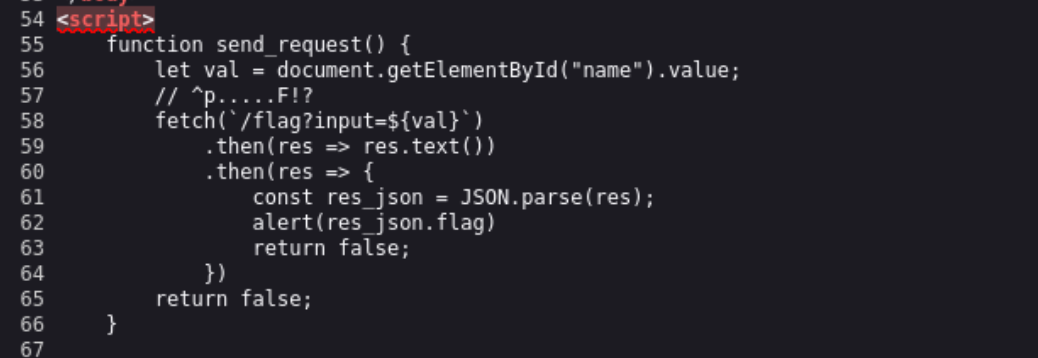 54 <script>
55     function send_request() {
56         let val = document.getElementById("name").value;
57         // ^p.....F!?
58         fetch(`/flag?input=${val}`)
59             .then(res => res.text())
60             .then(res => {
61                 const res_json = JSON.parse(res);
62                 alert(res_json.flag)
63                 return false;
64             })
65         return false;
66     }
67